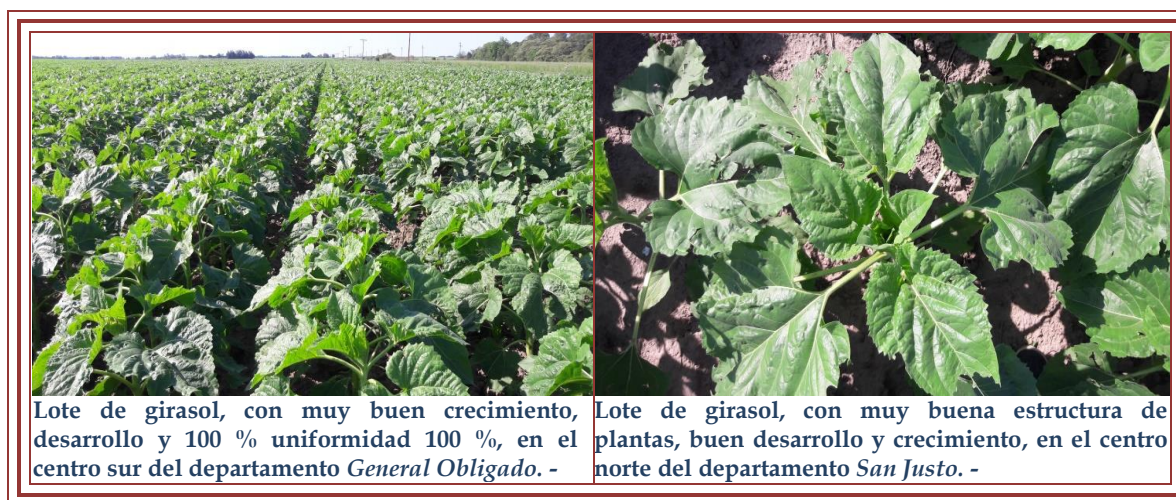 Lote de girasol, con muy buen crecimiento,
desarrollo y 100 % uniformidad 100 %, en el
centro sur del departamento General Obligado. -
Lote de girasol, con muy buena estructura de
plantas, buen desarrollo y crecimiento, en el centro
norte del departamento San Justo. -